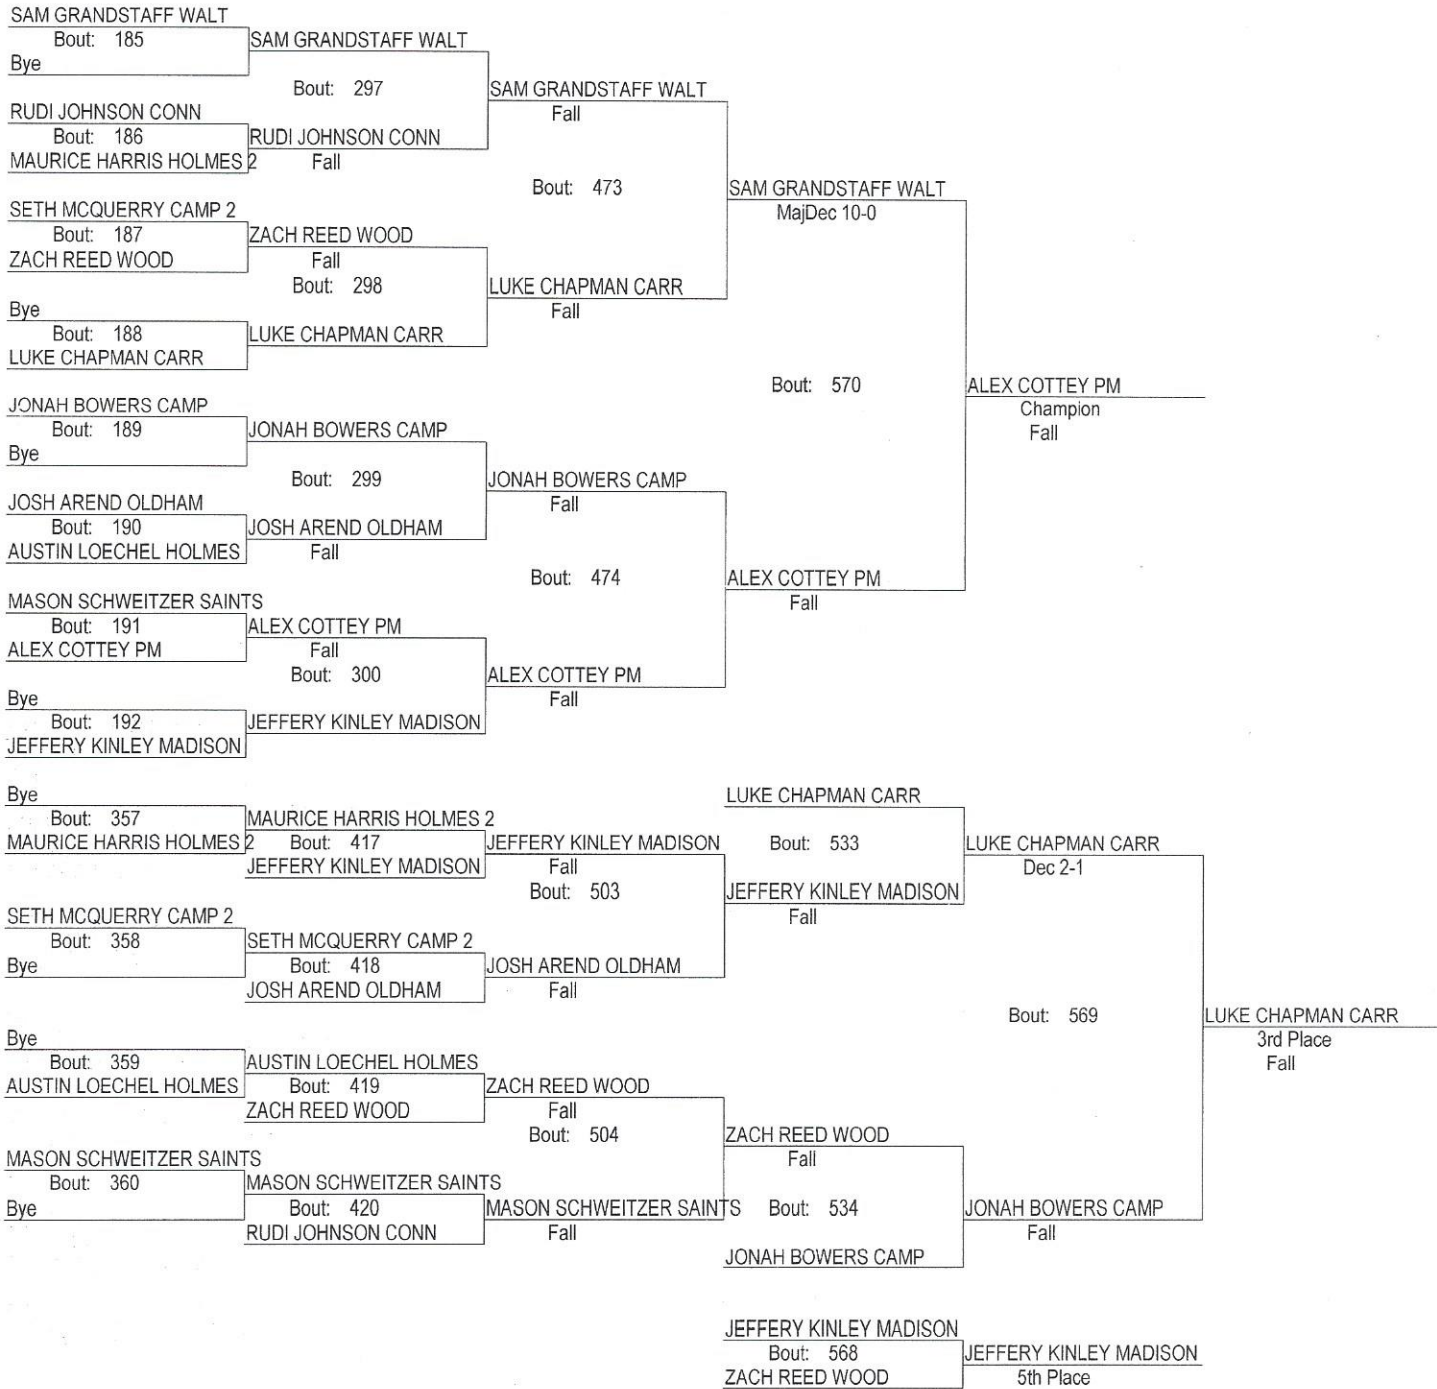 SAM GRANDSTAFF WALT
Bout: 185
Bye
SAM GRANDSTAFF WALT
Bout: 297
RUDI JOHNSON CONN
Bout: 186
MAURICE HARRIS HOLMES 2
RUDI JOHNSON CONN
Fall
SAM GRANDSTAFF WALT
Fall
Bout: 473
SETH MCQUERRY CAMP 2
Bout: 187
ZACH REED WOOD
ZACH REED WOOD
Fall
Bout: 298
Bye
Bout: 188
LUKE CHAPMAN CARR
LUKE CHAPMAN CARR
LUKE CHAPMAN CARR
Fall
SAM GRANDSTAFF WALT
MajDec 10-0
Bout: 570
JONAH BOWERS CAMP
Bout: 189
Bye
JONAH BOWERS CAMP
Bout: 299
JOSH AREND OLDHAM
Bout: 190
AUSTIN LOECHEL HOLMES
JOSH AREND OLDHAM
Fall
JONAH BOWERS CAMP
Fall
Bout: 474
MASON SCHWEITZER SAINTS
Bout: 191
ALEX COTTEY PM
ALEX COTTEY PM
Fall
Bout: 300
Bye
Bout: 192
JEFFERY KINLEY MADISON
JEFFERY KINLEY MADISON
ALEX COTTEY PM
Fall
ALEX COTTEY PM
Fall
ALEX COTTEY PM
Champion
Fall
Bye
Bout: 357
MAURICE HARRIS HOLMES 2
MAURICE HARRIS HOLMES 2
Bout: 417
JEFFERY KINLEY MADISON
JEFFERY KINLEY MADISON
Fall
Bout: 503
SETH MCQUERRY CAMP 2
Bout: 358
Bye
SETH MCQUERRY CAMP 2
Bout: 418
JOSH AREND OLDHAM
JOSH AREND OLDHAM
Fall
LUKE CHAPMAN CARR
Bout: 533
JEFFERY KINLEY MADISON
Fall
LUKE CHAPMAN CARR
Dec 2-1
Bout: 569
Bye
Bout: 359
AUSTIN LOECHEL HOLMES
AUSTIN LOECHEL HOLMES
Bout: 419
ZACH REED WOOD
ZACH REED WOOD
Fall
Bout: 504
MASON SCHWEITZER SAINTS
Bout: 360
Bye
MASON SCHWEITZER SAINTS
Bout: 420
RUDI JOHNSON CONN
MASON SCHWEITZER SAINTS
Fall
ZACH REED WOOD
Fall
Bout: 534
JONAH BOWERS CAMP
JONAH BOWERS CAMP
Fall
LUKE CHAPMAN CARR
3rd Place
Fall
JEFFERY KINLEY MADISON
Bout: 568
ZACH REED WOOD
JEFFERY KINLEY MADISON
5th Place